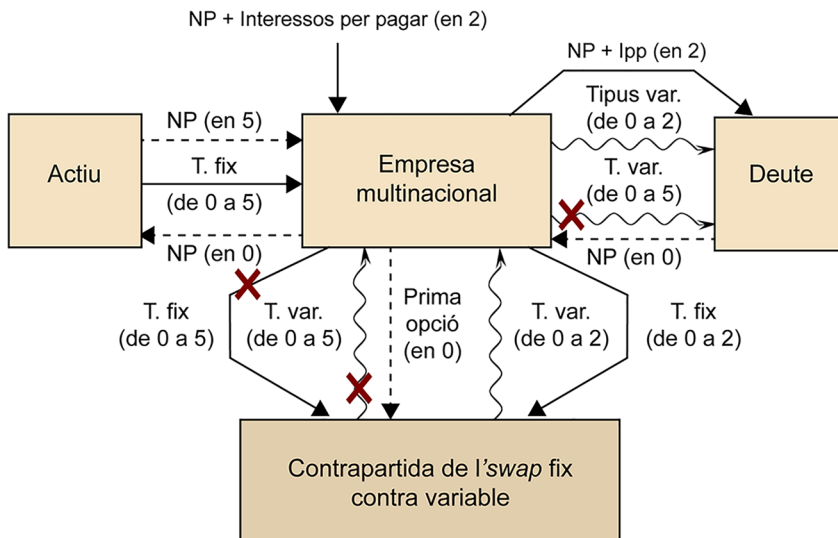 NP + Interessos per pagar (en 2)
NP + Ipp (en 2)
Tipus var.
(de 0 a 2)
NP (en 5)
Actiu
T. fix
(de 0 a 5)
NP (en 0)
Empresa
multinacional
T. var.
(de 0 a 5)
NP (en 0)
Deute
T. fix
(de 0 a 5)
T. var.
(de 0 a 5)
Prima
opció
(en 0)
T. var.
(de 0 a 2)
T. fix
(de 0 a 2)
Contrapartida de l'swap fix
contra variable